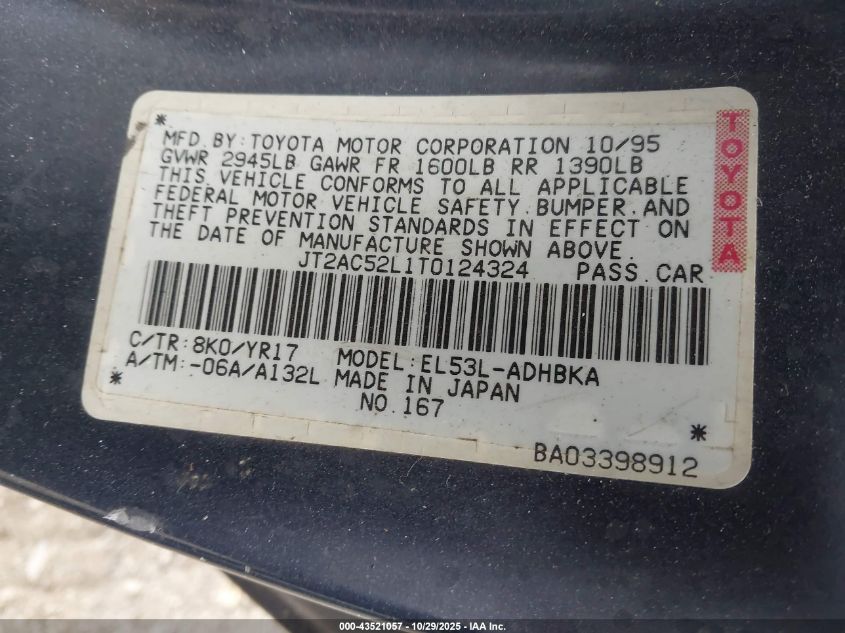 *
MFD. BY: TOYOTA MOTOR CORPORATION 10/95
GVWR 2945LB GAWR FR 1600LB RR 1390LB
THIS VEHICLE CONFORMS TO ALL APPLICABLE
FEDERAL MOTOR VEHICLE SAFETY, BUMPER, AND
THEFT PREVENTION STANDARDS IN EFFECT ON
THE DATE OF MANUFACTURE SHOWN ABOVE.
JT2AC52L1T0124324 PASS. CAR
C/TR: 8K0/YR17 MODEL: EL53L-ADHBKA
A/TM: -06A/A132L MADE IN JAPAN
* NO. 167 *
BA03398912
TOYOTA
000-43521057 - 10/29/2025 - IAA Inc.